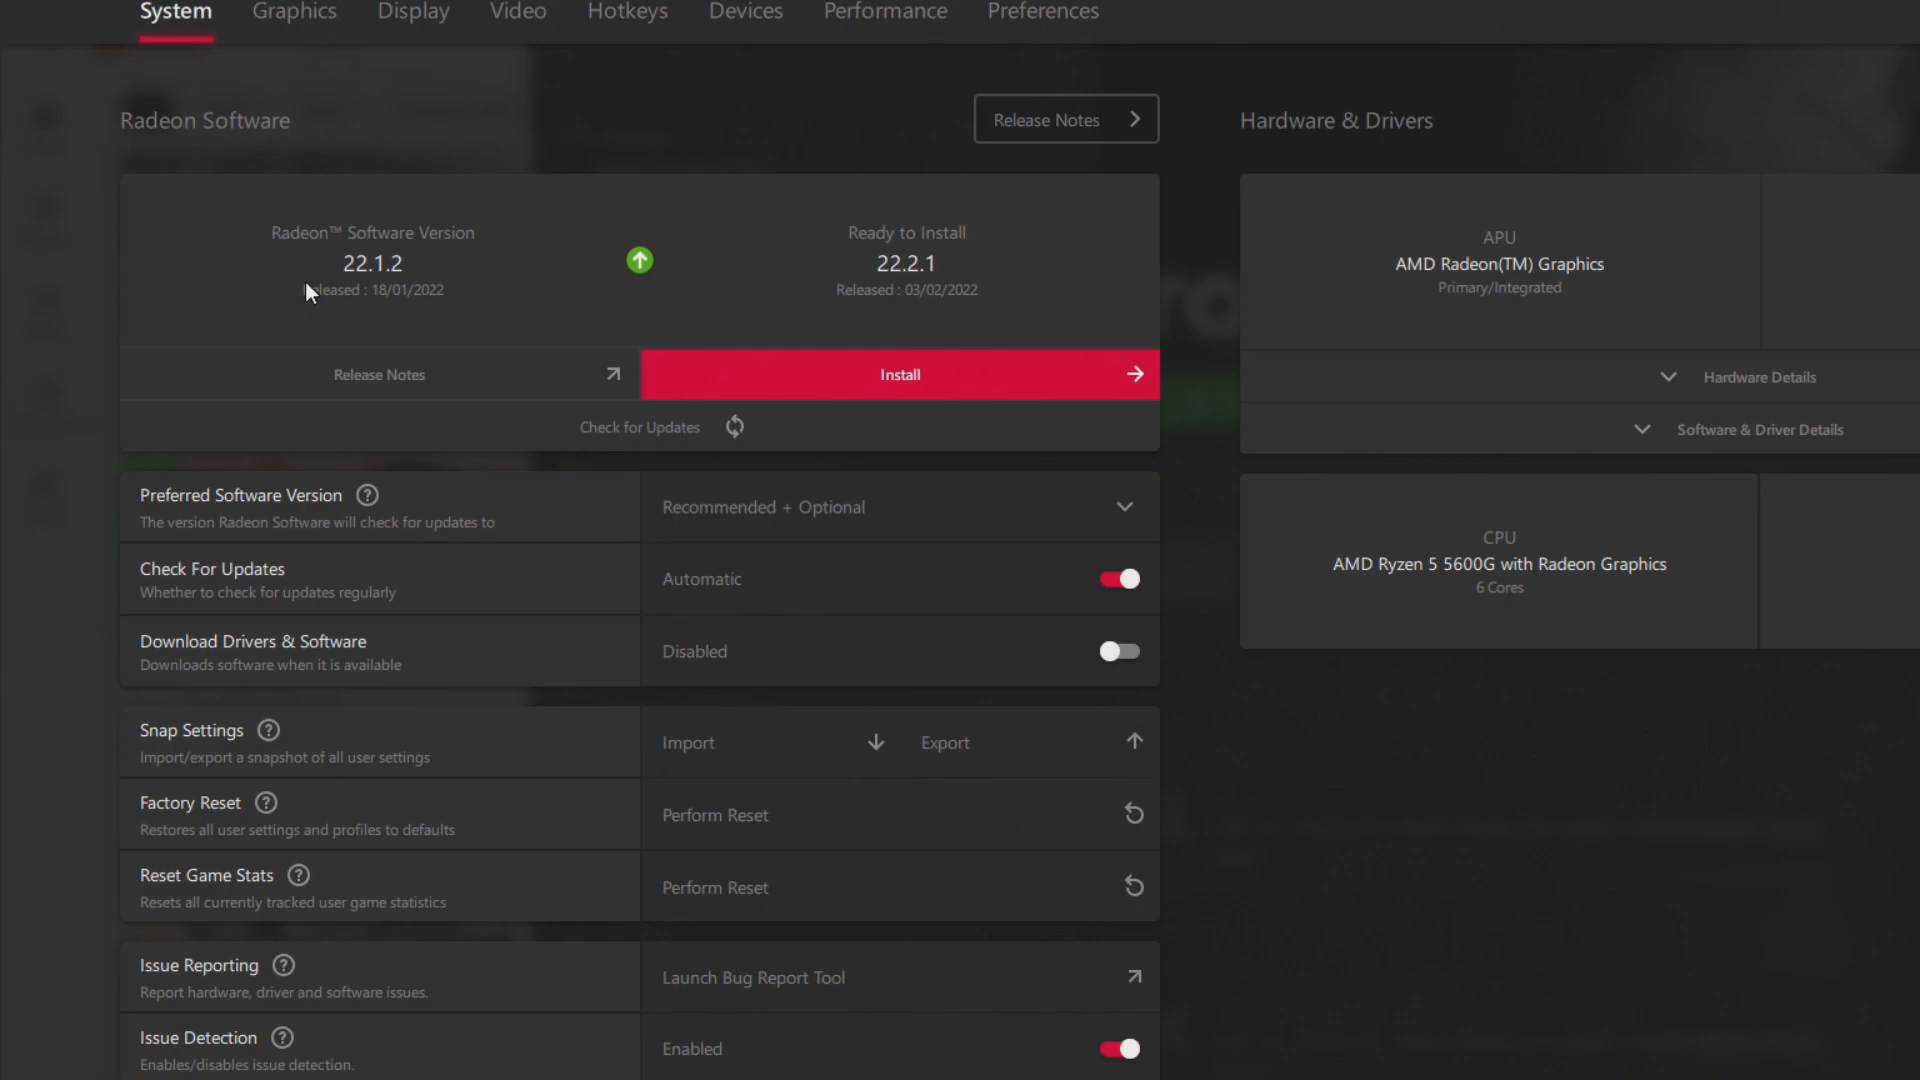 System Graphics Display Video Hotkeys Devices Performance Preferences
Radeon Software
Release Notes
Radeon™ Software Version
22.1.2
Released : 18/01/2022
Ready to Install
22.2.1
Released : 03/02/2022
Release Notes
Install
Check for Updates
Preferred Software Version
The version Radeon Software will check for updates to
Recommended + Optional
Check For Updates
Whether to check for updates regularly
Automatic
Download Drivers & Software
Downloads software when it is available
Disabled
Snap Settings
Import/export a snapshot of all user settings
Import Export
Factory Reset
Restores all user settings and profiles to defaults
Perform Reset
Reset Game Stats
Resets all currently tracked user game statistics
Perform Reset
Issue Reporting
Report hardware, driver and software issues.
Launch Bug Report Tool
Issue Detection
Enables/disables issue detection.
Enabled
Hardware & Drivers
APU
AMD Radeon(TM) Graphics
Primary/Integrated
Hardware Details
Software & Driver Details
CPU
AMD Ryzen 5 5600G with Radeon Graphics
6 Cores